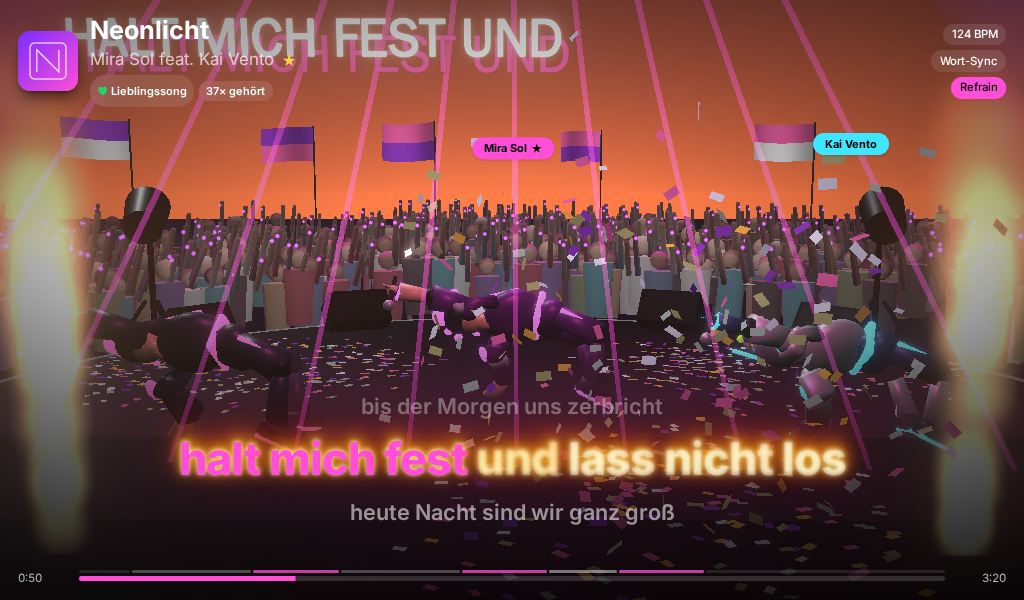 HALT MICH FEST UND
Neonlicht
Mira Sol feat. Kai Vento ★
Lieblingssong
37× gehört
124 BPM
Wort-Sync
Refrain
N
Mira Sol ★
Kai Vento
bis der Morgen uns zerbricht
halt mich fest und lass nicht los
heute Nacht sind wir ganz groß
0:50
3:20